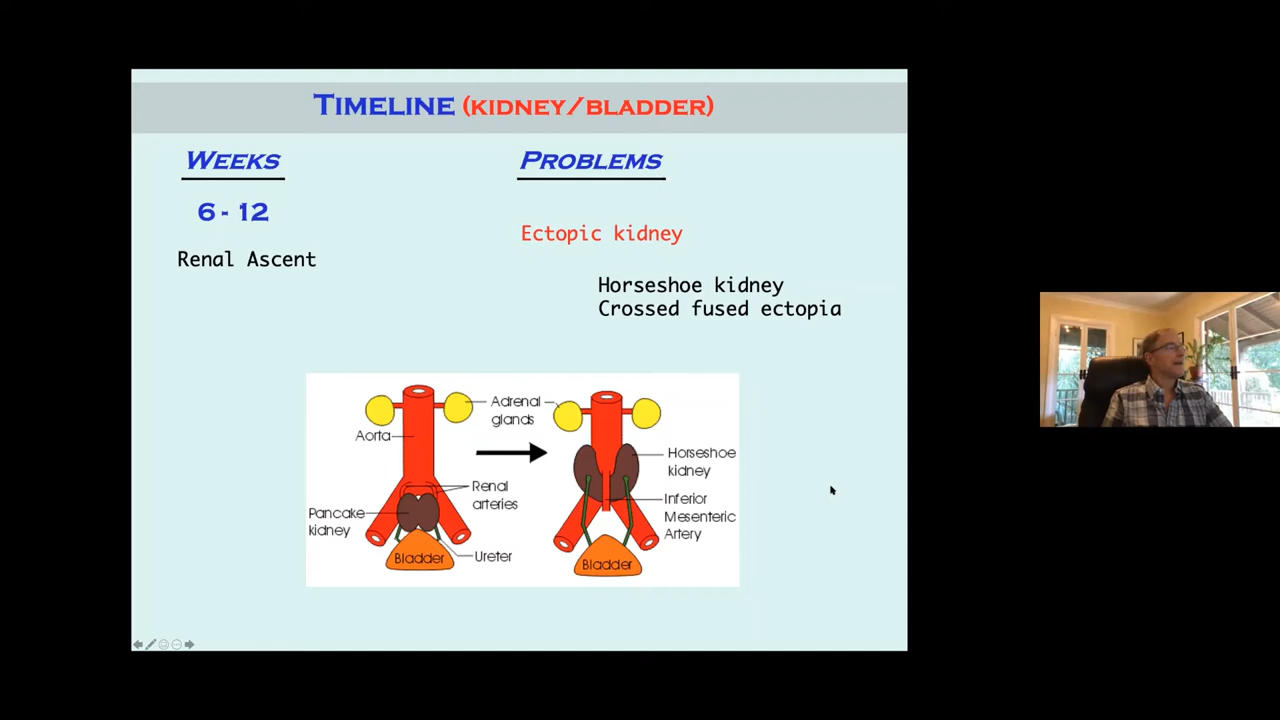 TIMELINE (KIDNEY/BLADDER)
WEEKS
PROBLEMS
6 - 12
Ectopic kidney
Renal Ascent
Horseshoe kidney
Crossed fused ectopia
Adrenal
glands
Aorta
Renal
arteries
Pancake
kidney
Bladder
Ureter
Horseshoe
kidney
Inferior
Mesenteric
Artery
Bladder